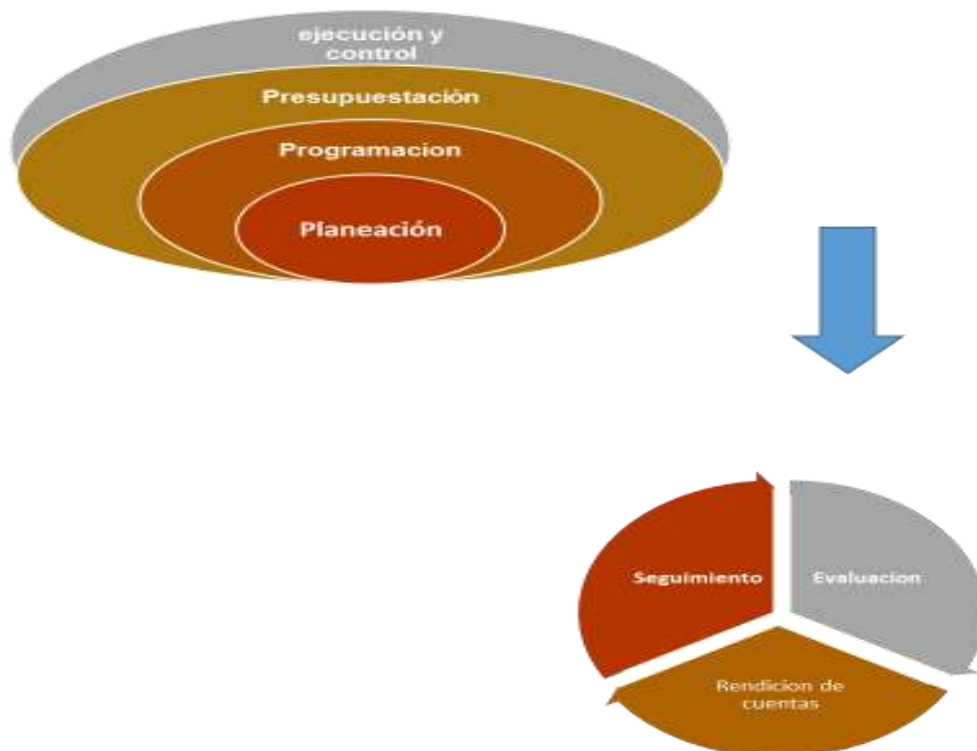 ejecución y
control
Presupuestación
Programacion
Planeación
Seguimiento
Evaluacion
Rendicion de
cuentas